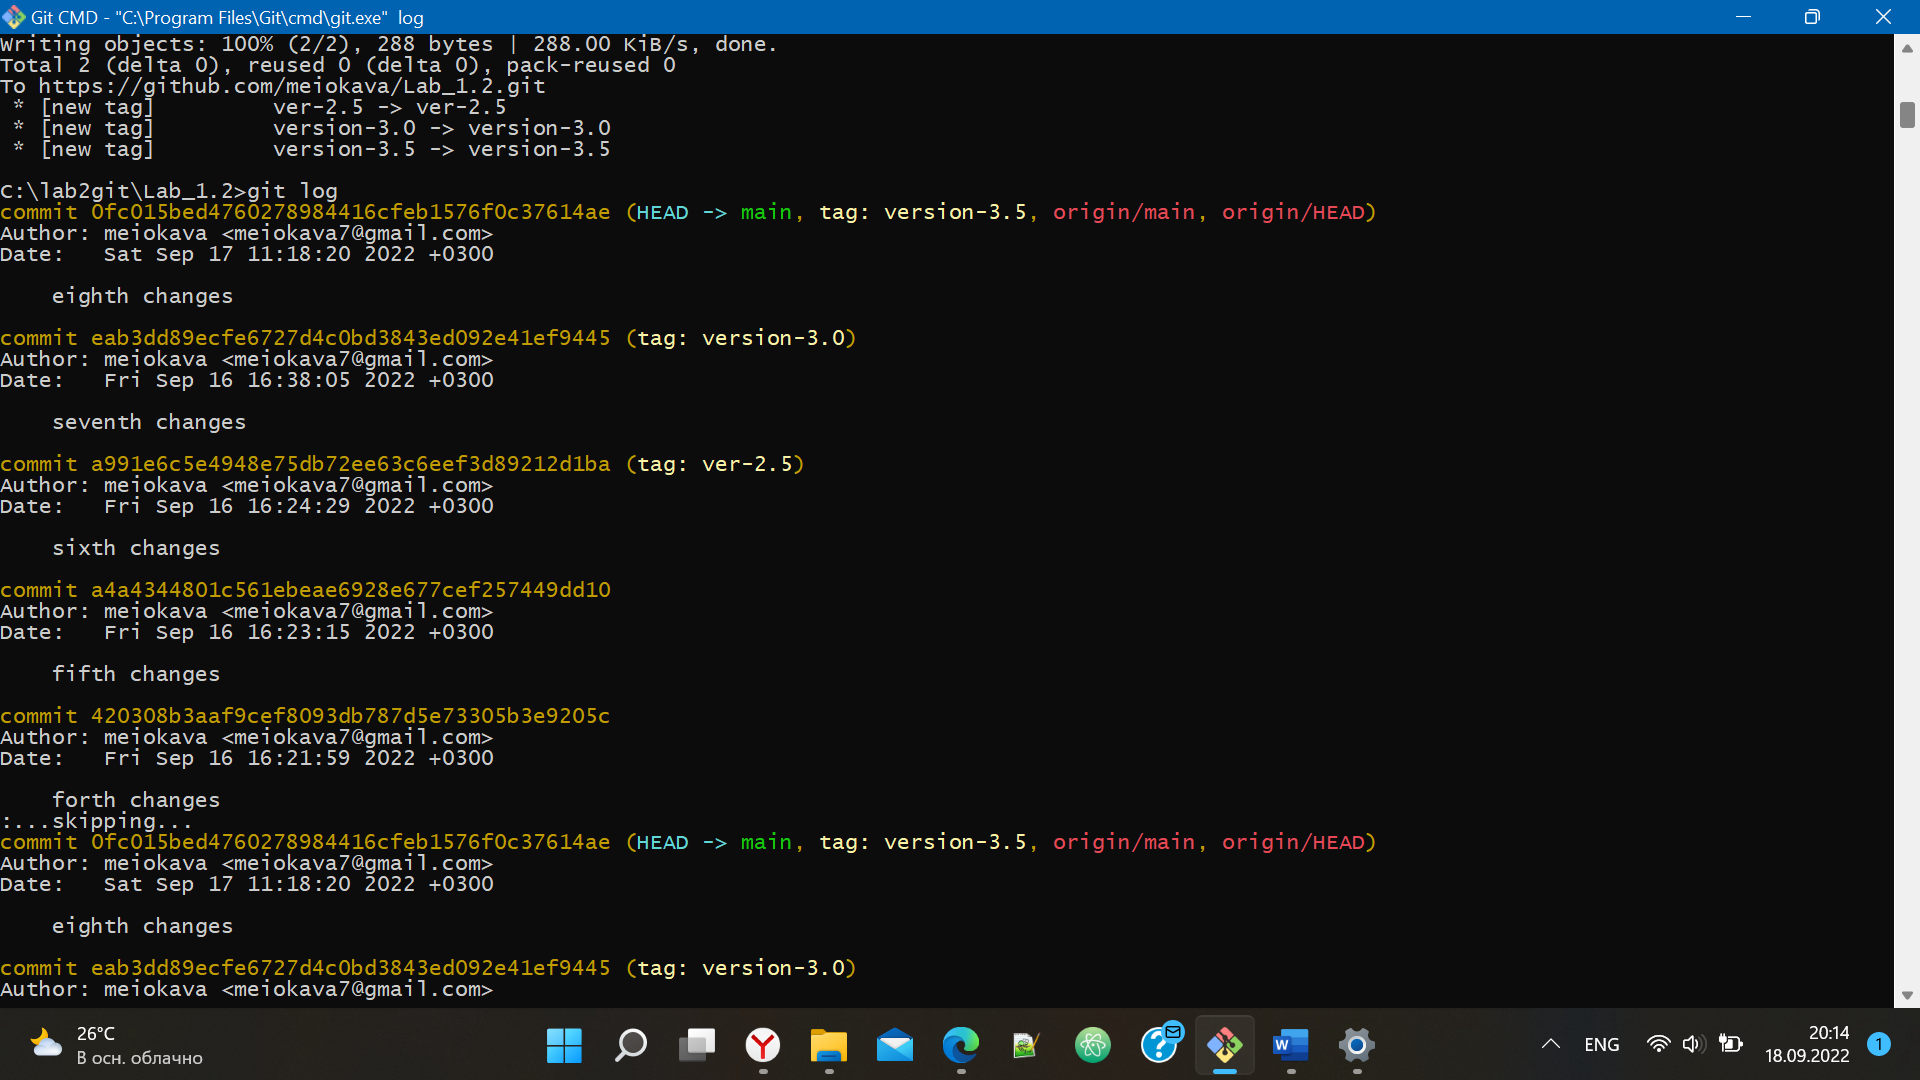 Git CMD - "C:\Program Files\Git\cmd\git.exe"  log
Writing objects: 100% (2/2), 288 bytes | 288.00 KiB/s, done.
Total 2 (delta 0), reused 0 (delta 0), pack-reused 0
To https://github.com/meiokava/Lab_1.2.git
 * [new tag]         ver-2.5 -> ver-2.5
 * [new tag]         version-3.0 -> version-3.0
 * [new tag]         version-3.5 -> version-3.5
C:\lab2git\Lab_1.2>git log
commit 0fc015bed4760278984416cfeb1576f0c37614ae (HEAD -> main, tag: version-3.5, origin/main, origin/HEAD)
Author: meiokava <meiokava7@gmail.com>
Date:   Sat Sep 17 11:18:20 2022 +0300
    eighth changes
commit eab3dd89ecfe6727d4c0bd3843ed092e41ef9445 (tag: version-3.0)
Author: meiokava <meiokava7@gmail.com>
Date:   Fri Sep 16 16:38:05 2022 +0300
    seventh changes
commit a991e6c5e4948e75db72ee63c6eef3d89212d1ba (tag: ver-2.5)
Author: meiokava <meiokava7@gmail.com>
Date:   Fri Sep 16 16:24:29 2022 +0300
    sixth changes
commit a4a4344801c561ebeae6928e677cef257449dd10
Author: meiokava <meiokava7@gmail.com>
Date:   Fri Sep 16 16:23:15 2022 +0300
    fifth changes
commit 420308b3aaf9cef8093db787d5e73305b3e9205c
Author: meiokava <meiokava7@gmail.com>
Date:   Fri Sep 16 16:21:59 2022 +0300
    forth changes
:...skipping...
commit 0fc015bed4760278984416cfeb1576f0c37614ae (HEAD -> main, tag: version-3.5, origin/main, origin/HEAD)
Author: meiokava <meiokava7@gmail.com>
Date:   Sat Sep 17 11:18:20 2022 +0300
    eighth changes
commit eab3dd89ecfe6727d4c0bd3843ed092e41ef9445 (tag: version-3.0)
Author: meiokava <meiokava7@gmail.com>
26°C
В осн. облачно
ENG
20:14
18.09.2022
1